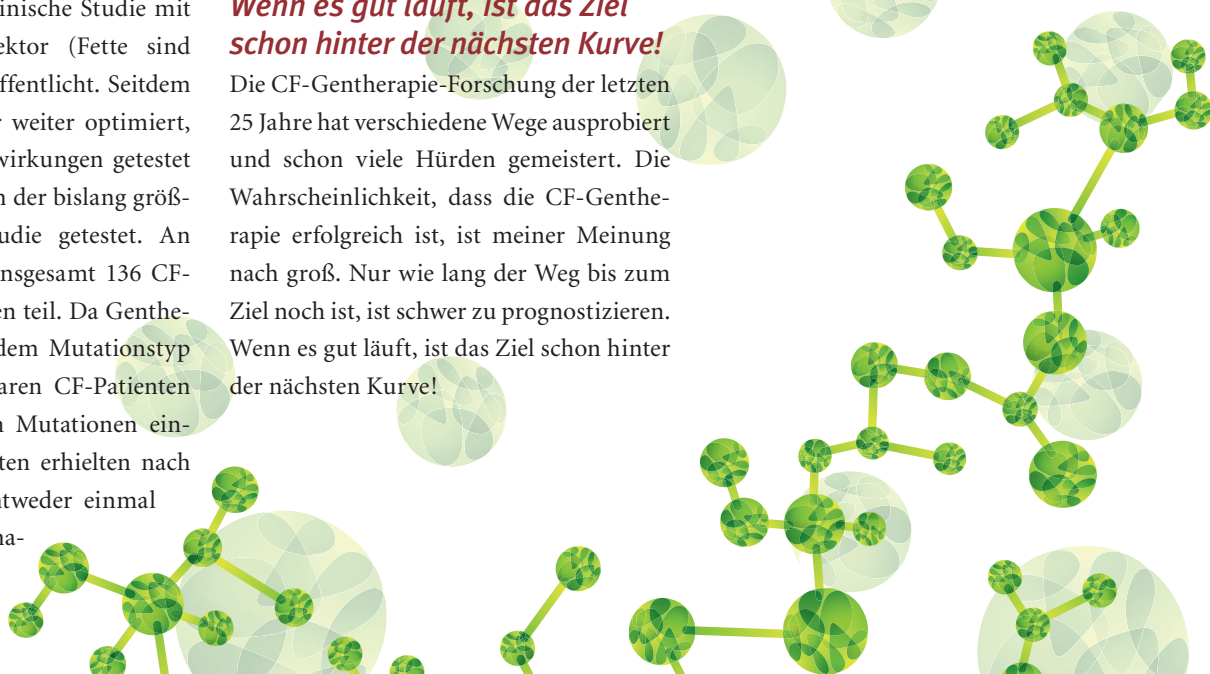 inische Studie mit
ektor (Fette sind
ffentlicht. Seitdem
weiter optimiert,
wirkungen getestet
der bislang größ-
udie getestet. An
nsgesamt 136 CF-
en teil. Da Genthe-
dem Mutationstyp
aren CF-Patienten
n Mutationen ein-
ten erhielten nach
ntweder einmal
na-
Wenn es gut läuft, ist das Ziel
schon hinter der nächsten Kurve!
Die CF-Gentherapie-Forschung der letzten
25 Jahre hat verschiedene Wege ausprobiert
und schon viele Hürden gemeistert. Die
Wahrscheinlichkeit, dass die CF-Genthe-
rapie erfolgreich ist, ist meiner Meinung
nach groß. Nur wie lang der Weg bis zum
Ziel noch ist, ist schwer zu prognostizieren.
Wenn es gut läuft, ist das Ziel schon hinter
der nächsten Kurve!